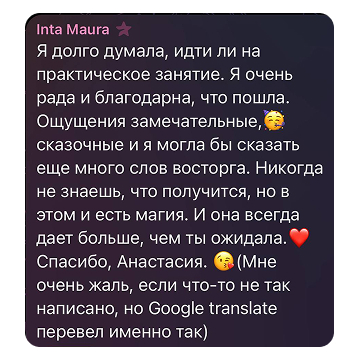 Inta Maura
Я долго думала, идти ли на
практическое занятие. Я очень
рада и благодарна, что пошла.
Ощущения замечательные,🥳
сказочные и я могла бы сказать
еще много слов восторга. Никогда
не знаешь, что получится, но в
этом и есть магия. И она всегда
дает больше, чем ты ожидала.❤️
Спасибо, Анастасия. 😘(Мне
очень жаль, если что-то не так
написано, но Google translate
перевел именно так)